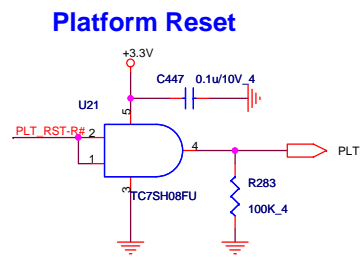 Platform Reset
+3.3V
C447 0.1u/10V_4
U21
5
PLT_RST-R#
2
4
PLT
1
R283
3
TC7SH08FU
100K_4